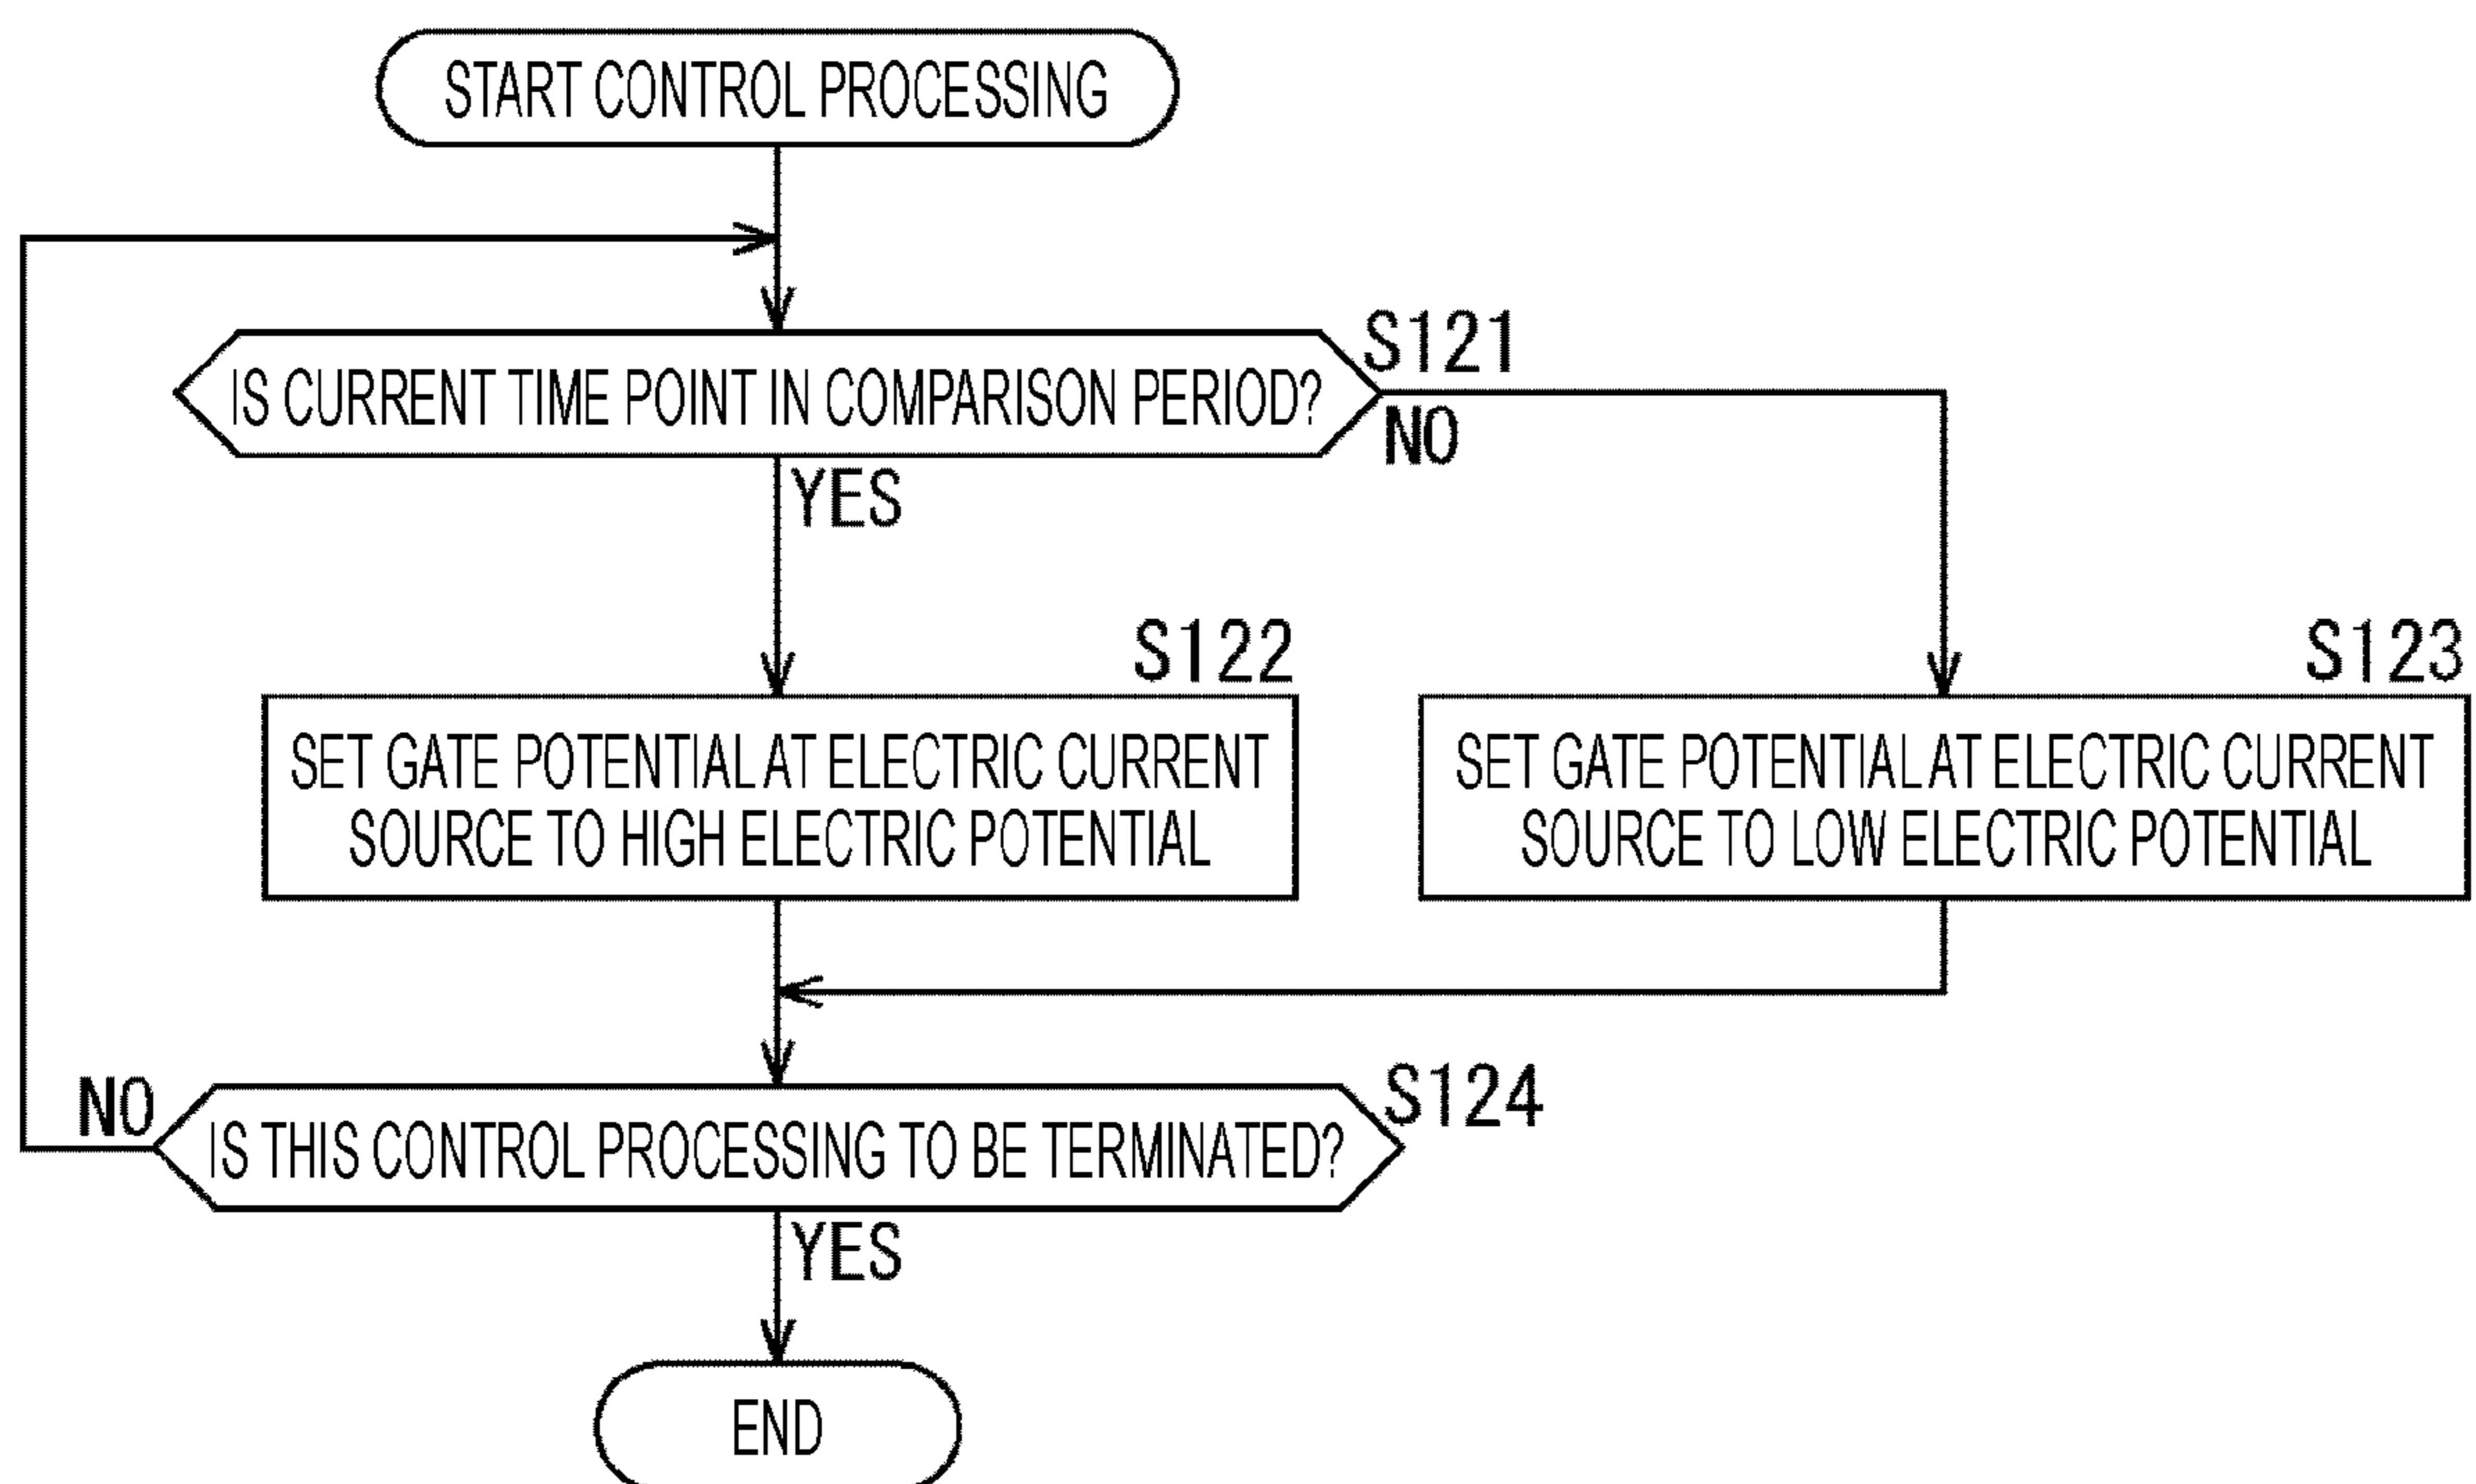 START CONTROL PROCESSING
S121
IS CURRENT TIME POINT IN COMPARISON PERIOD?
NO
YES
S122
SET GATE POTENTIAL AT ELECTRIC CURRENT
SOURCE TO HIGH ELECTRIC POTENTIAL
S123
SET GATE POTENTIAL AT ELECTRIC CURRENT
SOURCE TO LOW ELECTRIC POTENTIAL
S124
NO
IS THIS CONTROL PROCESSING TO BE TERMINATED?
YES
END